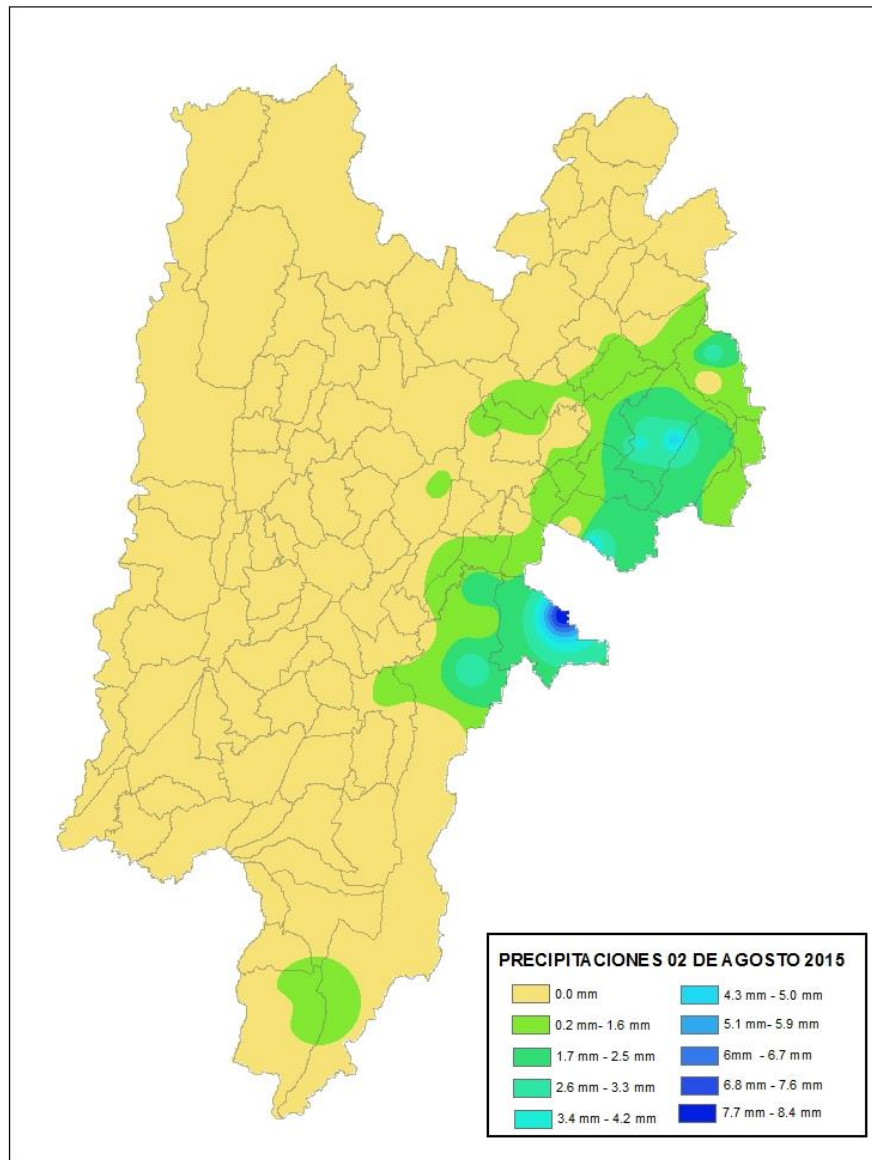 PRECIPITACIONES 02 DE AGOSTO 2015
0.0 mm
0.2 mm- 1.6 mm
1.7 mm - 2.5 mm
2.6 mm - 3.3 mm
3.4 mm - 4.2 mm
4.3 mm - 5.0 mm
5.1 mm- 5.9 mm
6mm - 6.7 mm
6.8 mm - 7.6 mm
7.7 mm - 8.4 mm